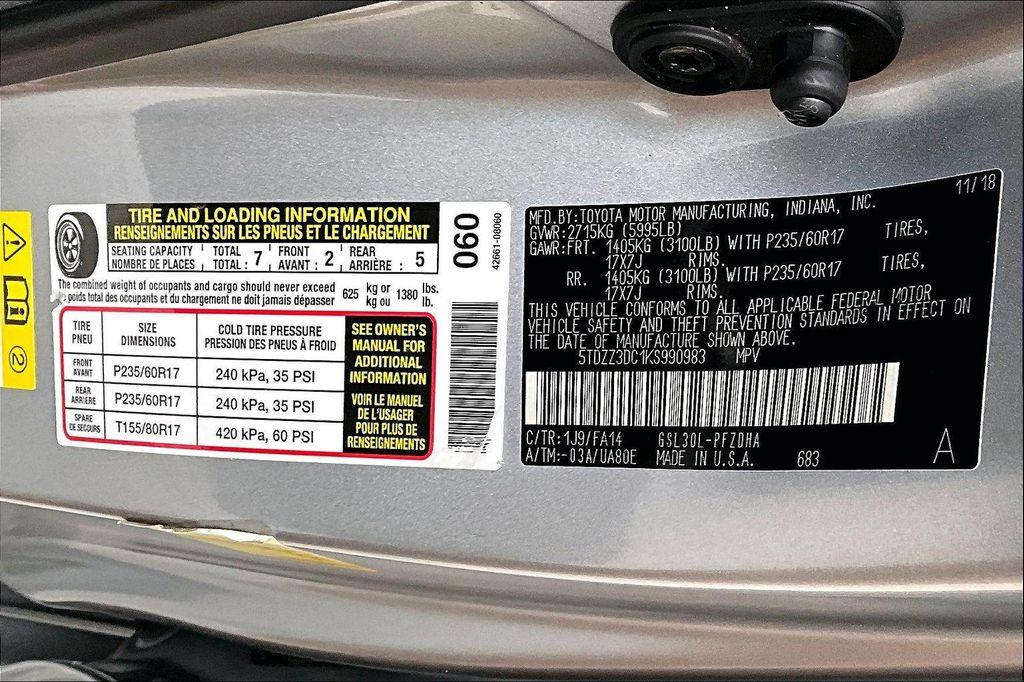 TIRE AND LOADING INFORMATION
RENSEIGNEMENTS SUR LES PNEUS ET LE CHARGEMENT
SEATING CAPACITY TOTAL FRONT REAR
NOMBRE DE PLACES TOTAL : 7 AVANT : 2 ARRIÈRE : 5
The combined weight of occupants and cargo should never exceed 625 kg or 1380 lbs.
poids total des occupants et du chargement ne doit jamais dépasser kg ou lb.
TIRE SIZE COLD TIRE PRESSURE
PNEU DIMENSIONS PRESSION DES PNEUS À FROID
FRONT
AVANT P235/60R17 240 kPa, 35 PSI
REAR
ARRIÈRE P235/60R17 240 kPa, 35 PSI
SPARE
DE SECOURS T155/80R17 420 kPa, 60 PSI
SEE OWNER'S
MANUAL FOR
ADDITIONAL
INFORMATION
VOIR LE MANUEL
DE L'USAGER
POUR PLUS DE
RENSEIGNEMENTS
060
42661-08060
2
11/18
MFD.BY:TOYOTA MOTOR MANUFACTURING, INDIANA, INC.
GVWR:2715KG (5995LB)
GAWR:FRT. 1405KG (3100LB) WITH P235/60R17 TIRES,
17X7J RIMS.
RR. 1405KG (3100LB) WITH P235/60R17 TIRES,
17X7J RIMS.
THIS VEHICLE CONFORMS TO ALL APPLICABLE FEDERAL MOTOR
VEHICLE SAFETY AND THEFT PREVENTION STANDARDS IN EFFECT ON
THE DATE OF MANUFACTURE SHOWN ABOVE.
5TDZZ3DC1KS990983 MPV
C/TR:1J9/FA14 GSL30L-PFZDHA
A/TM:-03A/UA80E MADE IN U.S.A. 683
A